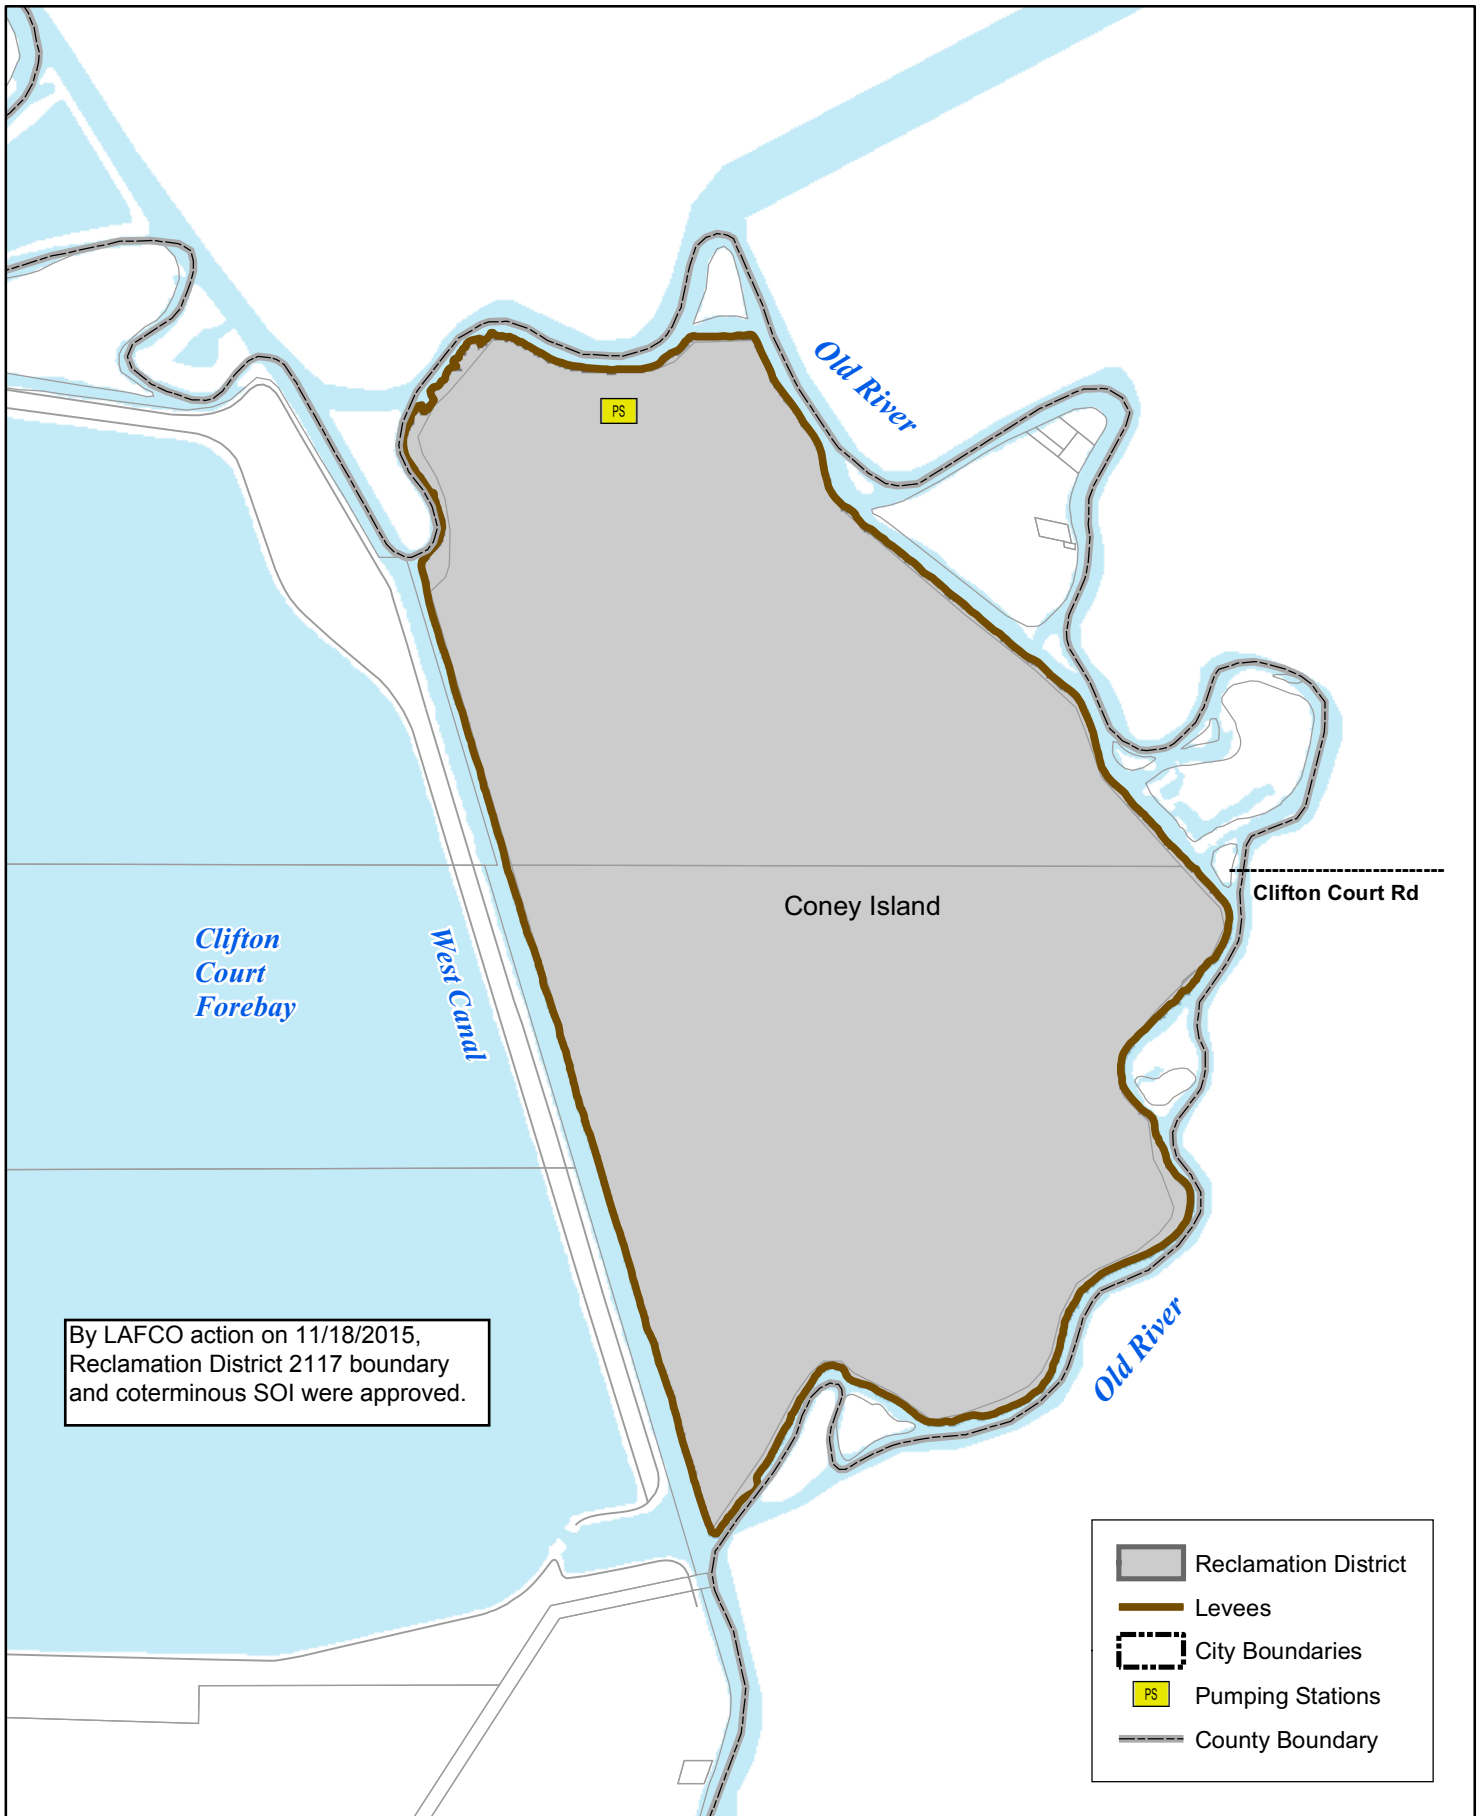 Old River
PS
Coney Island
Clifton Court Rd
Clifton
Court
Forebay
West Canal
Old River
By LAFCO action on 11/18/2015,
Reclamation District 2117 boundary
and coterminous SOI were approved.
Reclamation District
Levees
City Boundaries
PS Pumping Stations
County Boundary